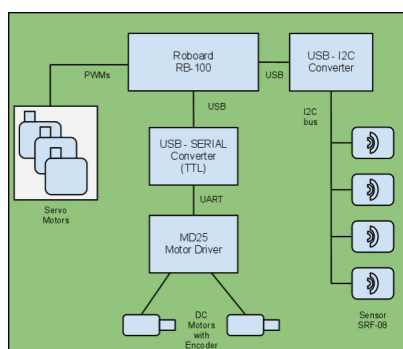 Roboard
RB-100
USB - I2C
Converter
PWMs
USB
USB
I2C
bus
USB - SERIAL
Converter
(TTL)
Servo
Motors
UART
MD25
Motor Driver
DC
Motors
with
Encoder
Sensor
SRF-08